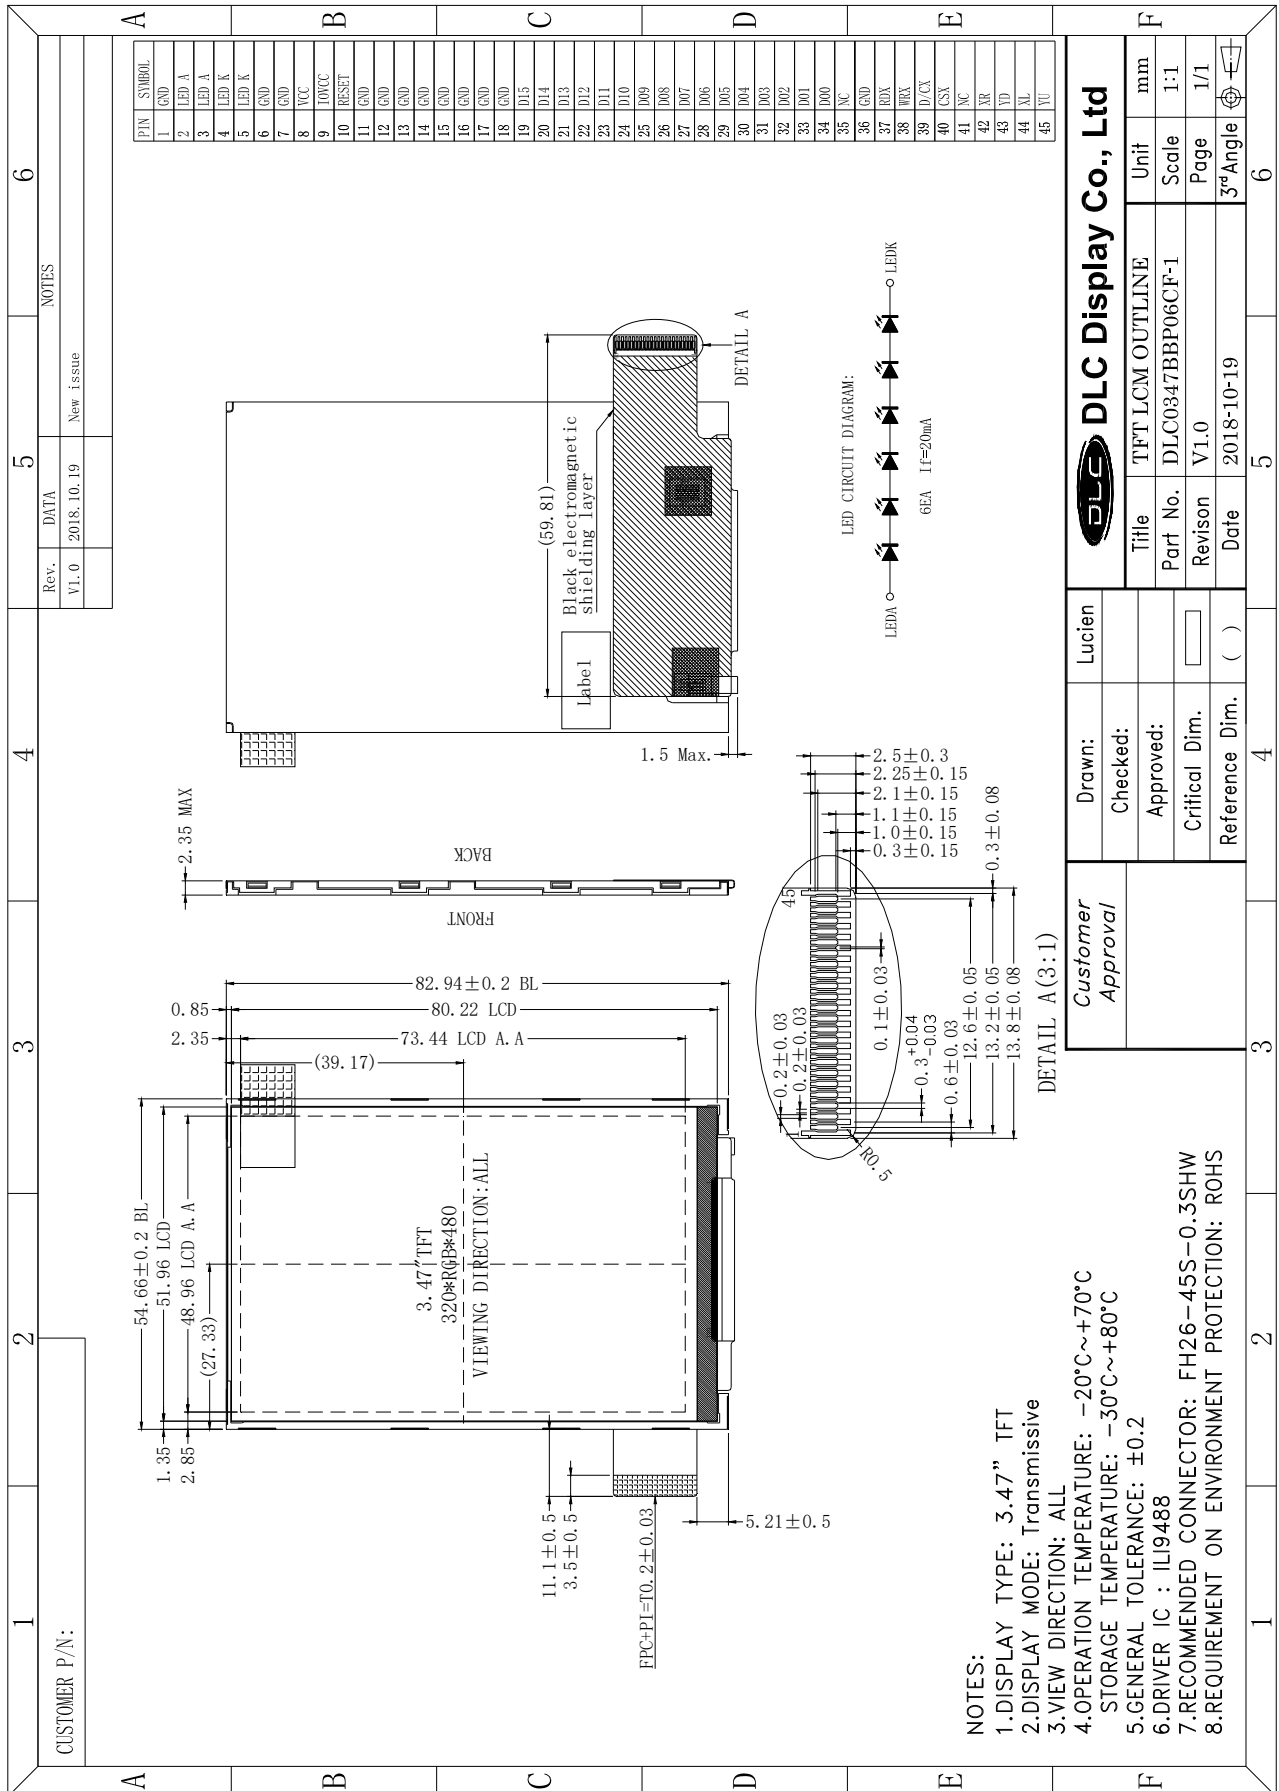 1
2
3
4
5
6
CUSTOMER P/N:
Rev.
DATA
NOTES
V1.0
2018.10.19
New issue
A
B
C
D
E
F
PIN SYMBOL
1 GND
2 LED A
3 LED A
4 LED K
5 LED K
6 GND
7 GND
8 VCC
9 IOVCC
10 RESET
11 GND
12 GND
13 GND
14 GND
15 GND
16 GND
17 GND
18 GND
19 D15
20 D14
21 D13
22 D12
23 D11
24 D10
25 D09
26 D08
27 D07
28 D06
29 D05
30 D04
31 D03
32 D02
33 D01
34 D00
35 NC
36 GND
37 RDX
38 WRX
39 D/CX
40 CSX
41 NC
42 XR
43 YD
44 XL
45 YU
54.66±0.2 BL
51.96 LCD
48.96 LCD A.A
(27.33)
1.35
2.85
0.85
2.35
82.94±0.2 BL
80.22 LCD
73.44 LCD A.A
(39.17)
3.47"TFT
320*RGB*480
VIEWING DIRECTION:ALL
11.1±0.5
3.5±0.5
FPC+PI=T0.2±0.03
5.21±0.5
2.35 MAX
FRONT
BACK
(59.81)
Black electromagnetic
shielding layer
Label
1.5 Max.
DETAIL A
LED CIRCUIT DIAGRAM:
LEDA
LEDK
6EA If=20mA
2.5±0.3
2.25±0.15
2.1±0.15
1.1±0.15
1.0±0.15
0.3±0.15
0.3±0.08
45
1
0.2±0.03
0.2±0.03
0.1±0.03
R0.5
0.3+0.04
-0.03
0.6±0.03
12.6±0.05
13.2±0.05
13.8±0.08
DETAIL A(3:1)
NOTES:
1.DISPLAY TYPE: 3.47” TFT
2.DISPLAY MODE: Transmissive
3.VIEW DIRECTION: ALL
4.OPERATION TEMPERATURE: -20°C~+70°C
STORAGE TEMPERATURE: -30°C~+80°C
5.GENERAL TOLERANCE: ±0.2
6.DRIVER IC : ILI9488
7.RECOMMENDED CONNECTOR: FH26-45S-0.3SHW
8.REQUIREMENT ON ENVIRONMENT PROTECTION: ROHS
Customer
Approval
Drawn: Lucien
Checked:
Approved:
Critical Dim.
Reference Dim. ( )
DLC DLC Display Co., Ltd
Title TFT LCM OUTLINE Unit mm
Part No. DLC0347BBP06CF-1 Scale 1:1
Revison V1.0 Page 1/1
Date 2018-10-19 3rd Angle
A
B
C
D
E
F
1
2
3
4
5
6